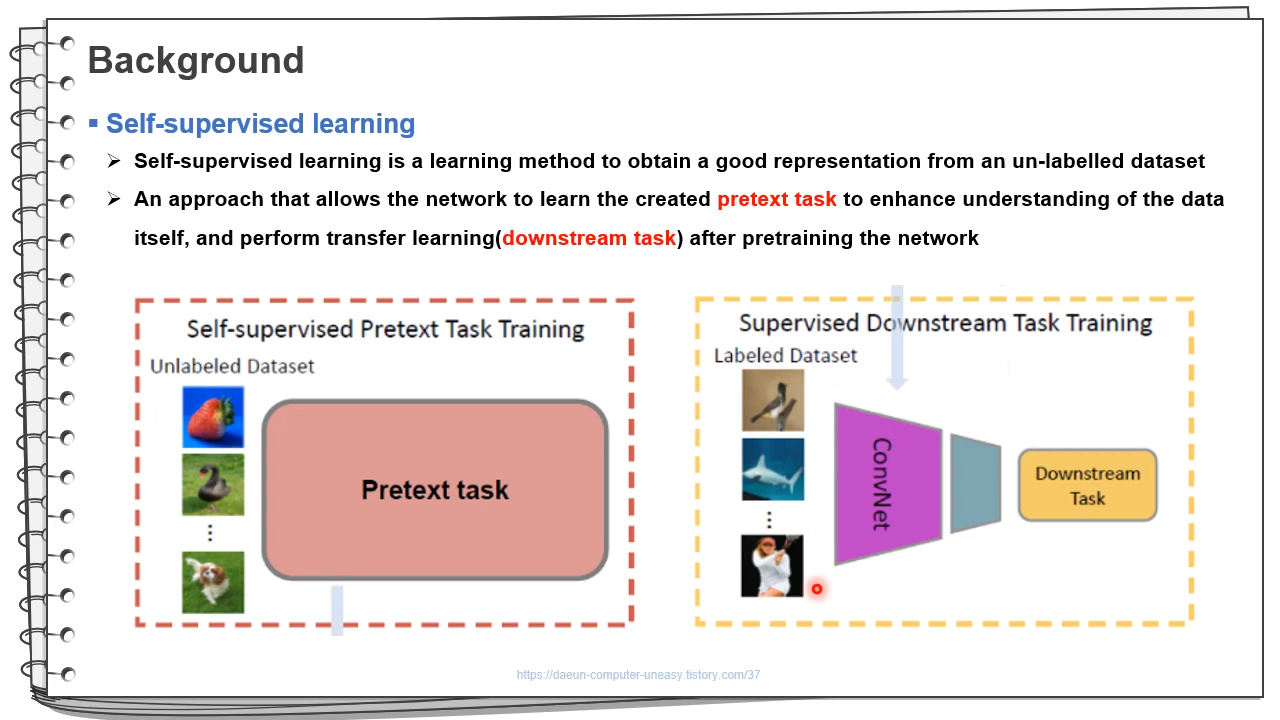 Background
Self-supervised learning
Self-supervised learning is a learning method to obtain a good representation from an un-labelled dataset
An approach that allows the network to learn the created pretext task to enhance understanding of the data
itself, and perform transfer learning(downstream task) after pretraining the network
Self-supervised Pretext Task Training
Unlabeled Dataset
Pretext task
Supervised Downstream Task Training
Labeled Dataset
ConvNet
Downstream
Task
https://daeun-computer-uneasy.tistory.com/37